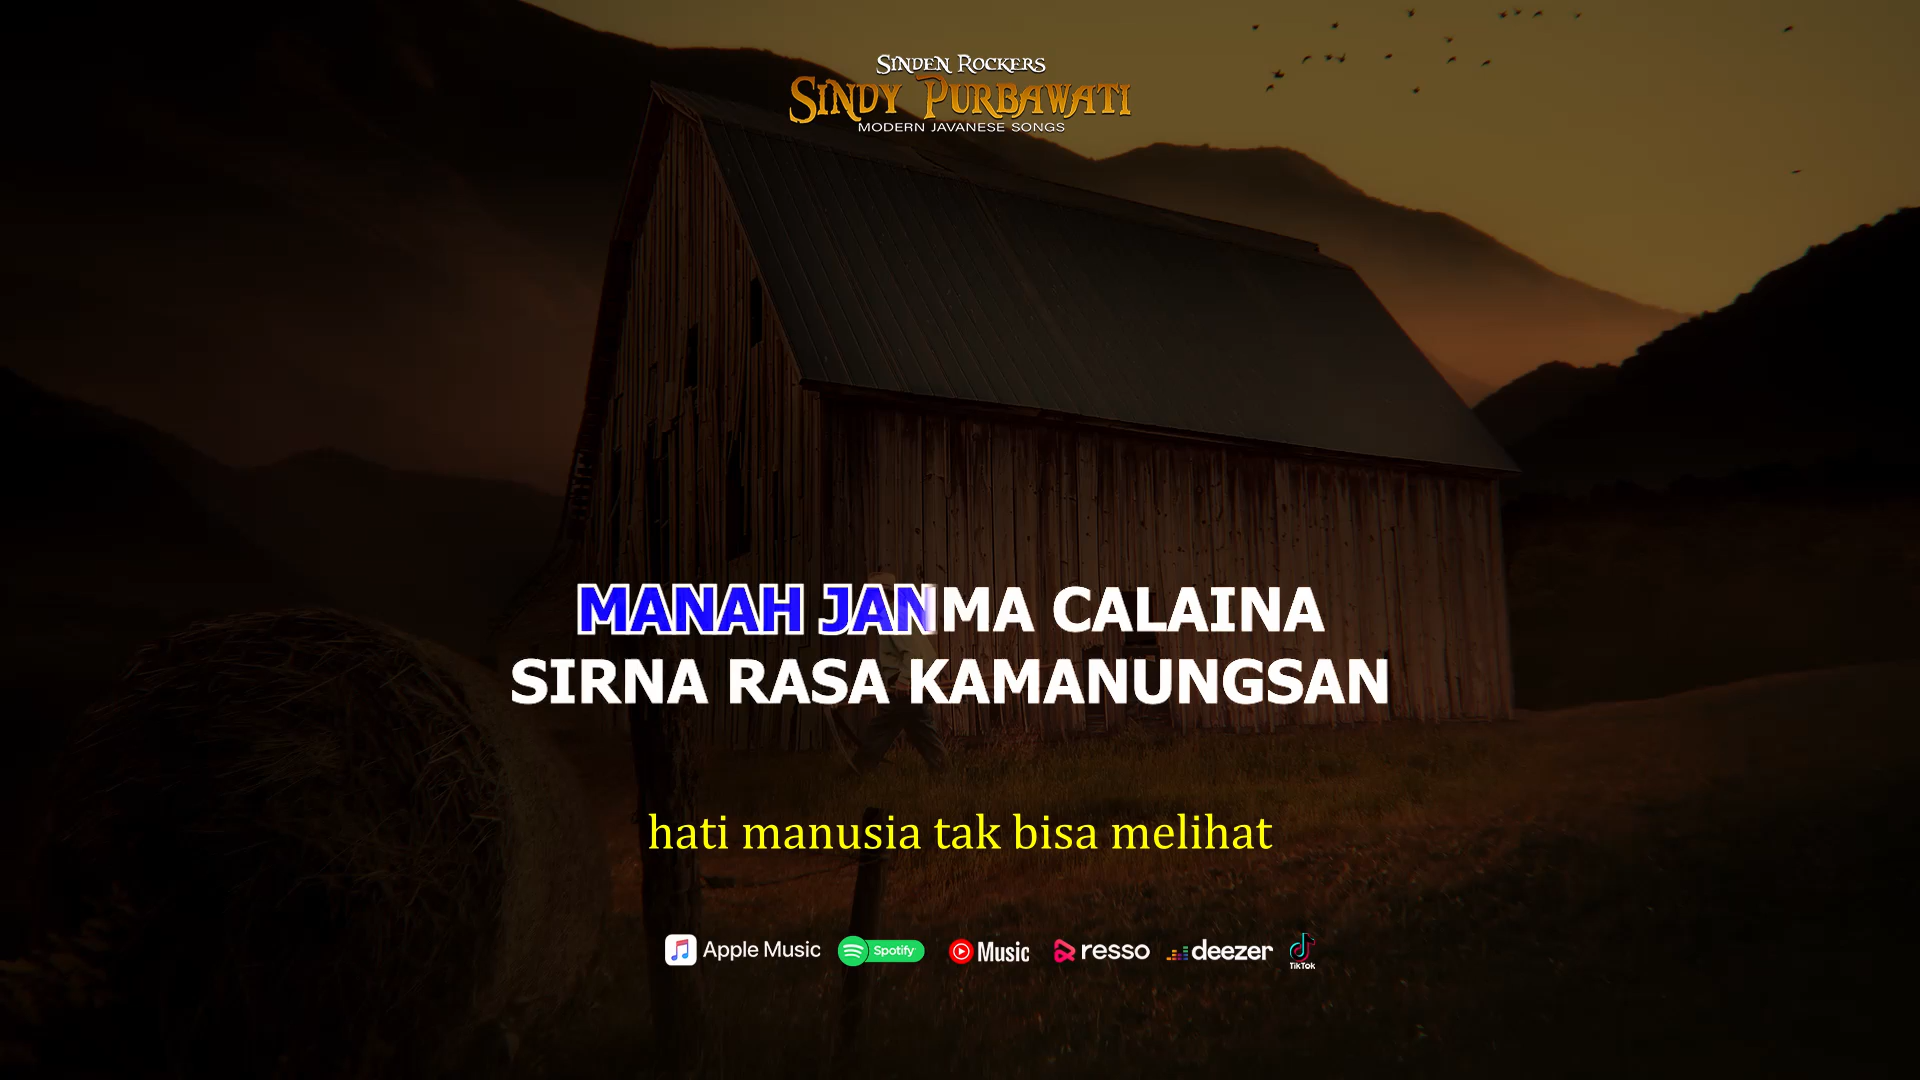 SINDEN ROCKERS
SINDY PURBAWATI
MODERN JAVANESE SONGS
MANAH JANMA CALAINA
SIRNA RASA KAMANUNGSAN
hati manusia tak bisa melihat
Apple Music Spotify Music resso deezer TikTok